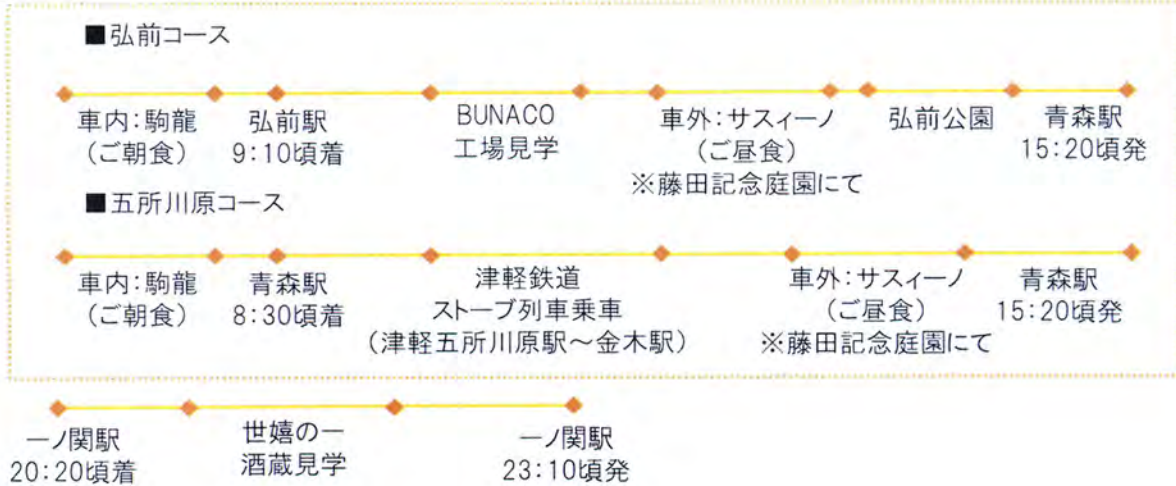 ■弘前コース
車内：駒龍 弘前駅 BUNACO 車外：サスィーノ 弘前公園 青森駅
（ご朝食） 9：10頃着 工場見学 （ご昼食） 15：20頃発
※藤田記念庭園にて
■五所川原コース
車内：駒龍 青森駅 津軽鉄道 車外：サスィーノ 青森駅
（ご朝食） 8：30頃着 ストーブ列車乗車 （ご昼食） 15：20頃発
（津軽五所川原駅～金木駅） ※藤田記念庭園にて
一ノ関駅 世嬉の一 一ノ関駅
20：20頃着 酒蔵見学 23：10頃発